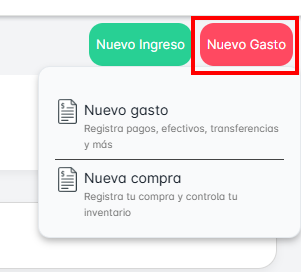 Nuevo Ingreso Nuevo Gasto
Nuevo gasto
Registra pagos, efectivos, transferencias
y más
Nueva compra
Registra tu compra y controla tu
inventario